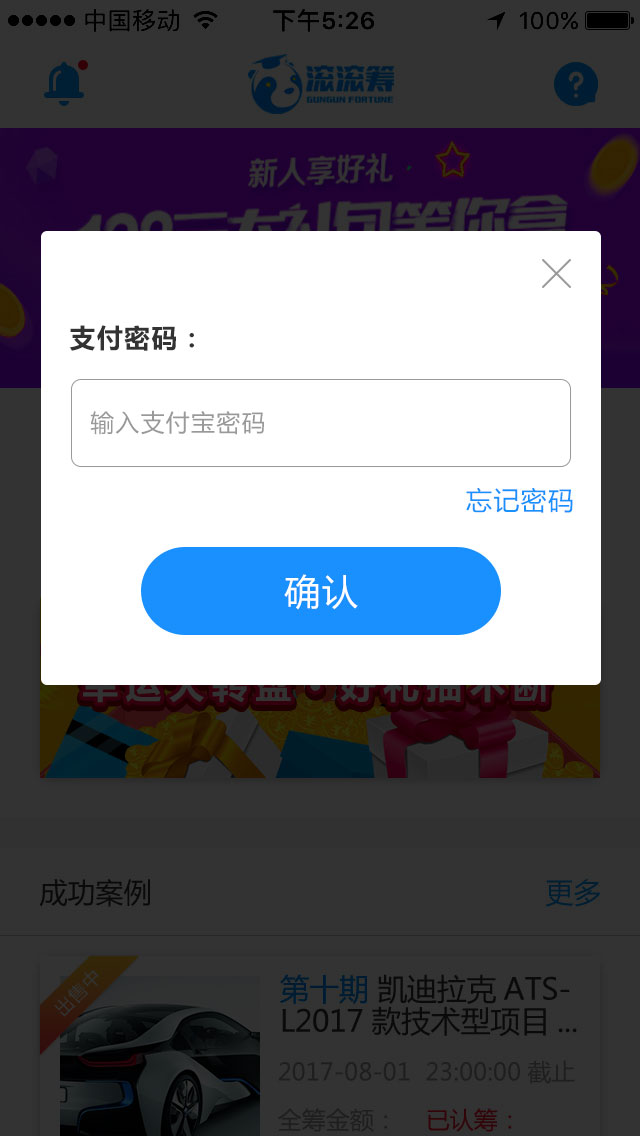 中国移动 下午5:26 100%
滚滚筹
GUNGUN FORTUNE
新人享好礼
支付密码：
输入支付宝密码
忘记密码
确认
幸运大转盘·好礼抽不断
成功案例 更多
出售中
第十期 凯迪拉克 ATS-
L2017 款技术型项目 ...
2017-08-01 23:00:00 截止
全筹金额： 已认筹：